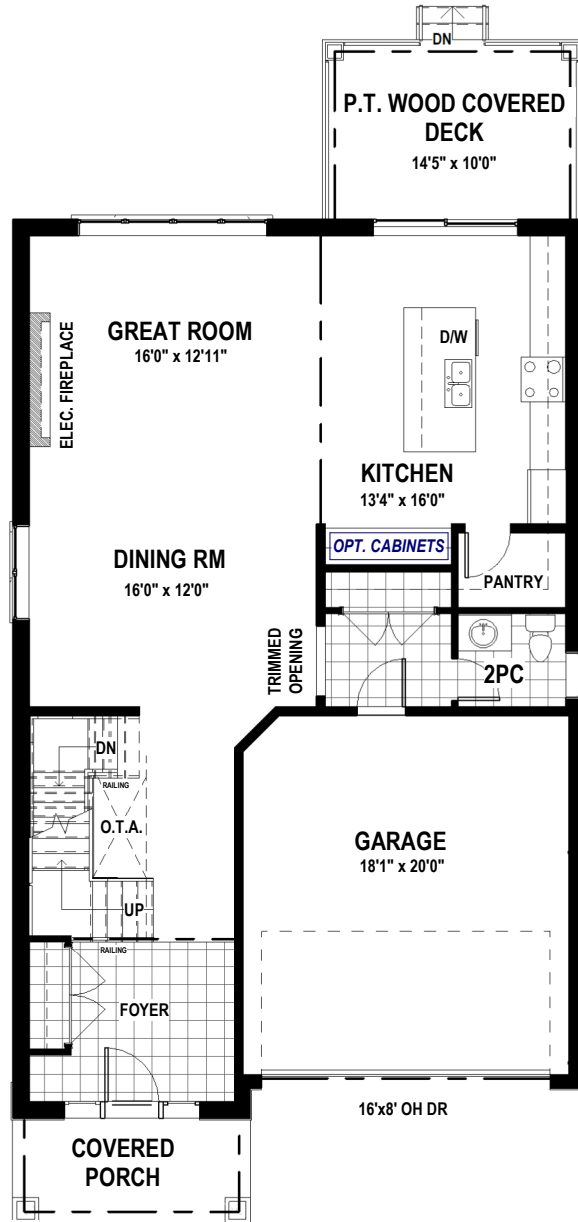 DN
P.T. WOOD COVERED
DECK
14'5" x 10'0"
GREAT ROOM
16'0" x 12'11"
ELEC. FIREPLACE
D/W
KITCHEN
13'4" x 16'0"
OPT. CABINETS
DINING RM
16'0" x 12'0"
PANTRY
TRIMMED
OPENING
2PC
DN
RAILING
O.T.A.
GARAGE
18'1" x 20'0"
UP
RAILING
FOYER
16'x8' OH DR
COVERED
PORCH